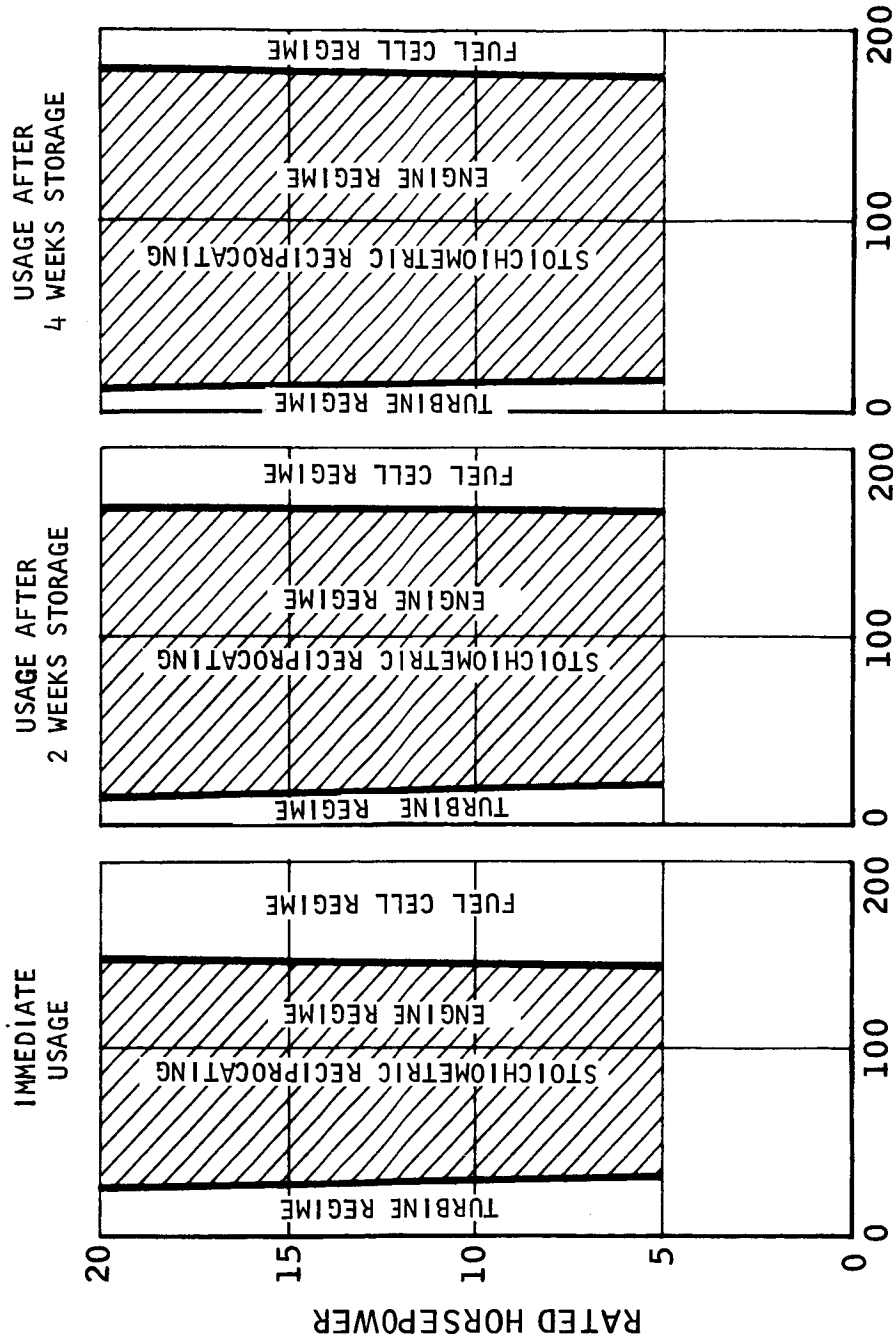 IMMEDIATE
USAGE
USAGE AFTER
2 WEEKS STORAGE
USAGE AFTER
4 WEEKS STORAGE
RATED HORSEPOWER
20
15
10
5
0
TURBINE REGIME
STOICHIOMETRIC RECIPROCATING
ENGINE REGIME
FUEL CELL REGIME
0
100
200
TURBINE REGIME
STOICHIOMETRIC RECIPROCATING
ENGINE REGIME
FUEL CELL REGIME
0
100
200
TURBINE REGIME
STOICHIOMETRIC RECIPROCATING
ENGINE REGIME
FUEL CELL REGIME
0
100
200